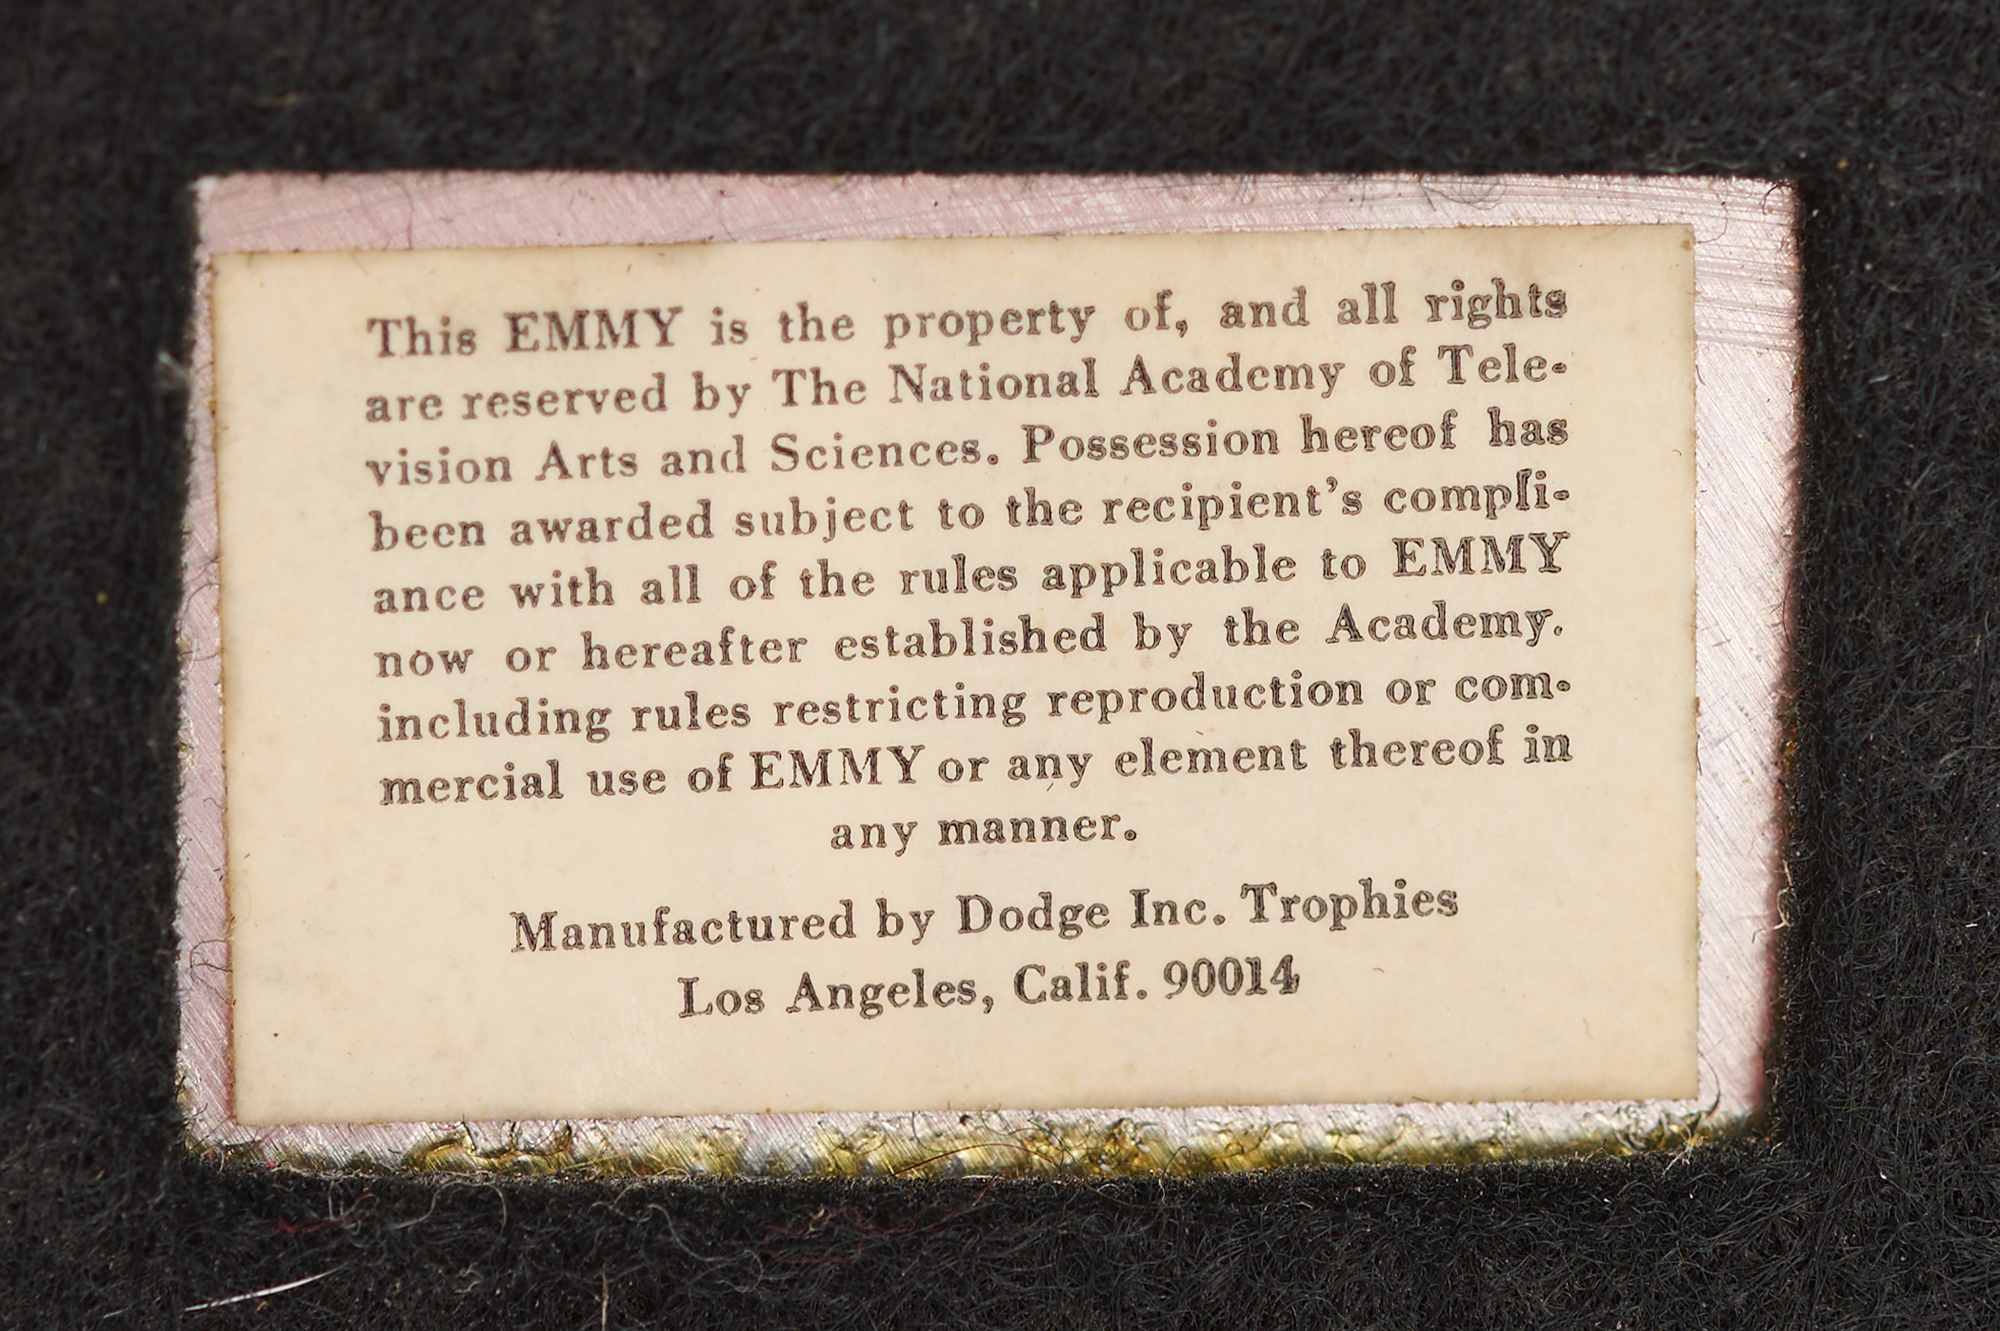 This EMMY is the property of, and all rights
are reserved by The National Academy of Tele-
vision Arts and Sciences. Possession hereof has
been awarded subject to the recipient's compli-
ance with all of the rules applicable to EMMY
now or hereafter established by the Academy.
including rules restricting reproduction or com-
mercial use of EMMY or any element thereof in
any manner.
Manufactured by Dodge Inc. Trophies
Los Angeles, Calif. 90014